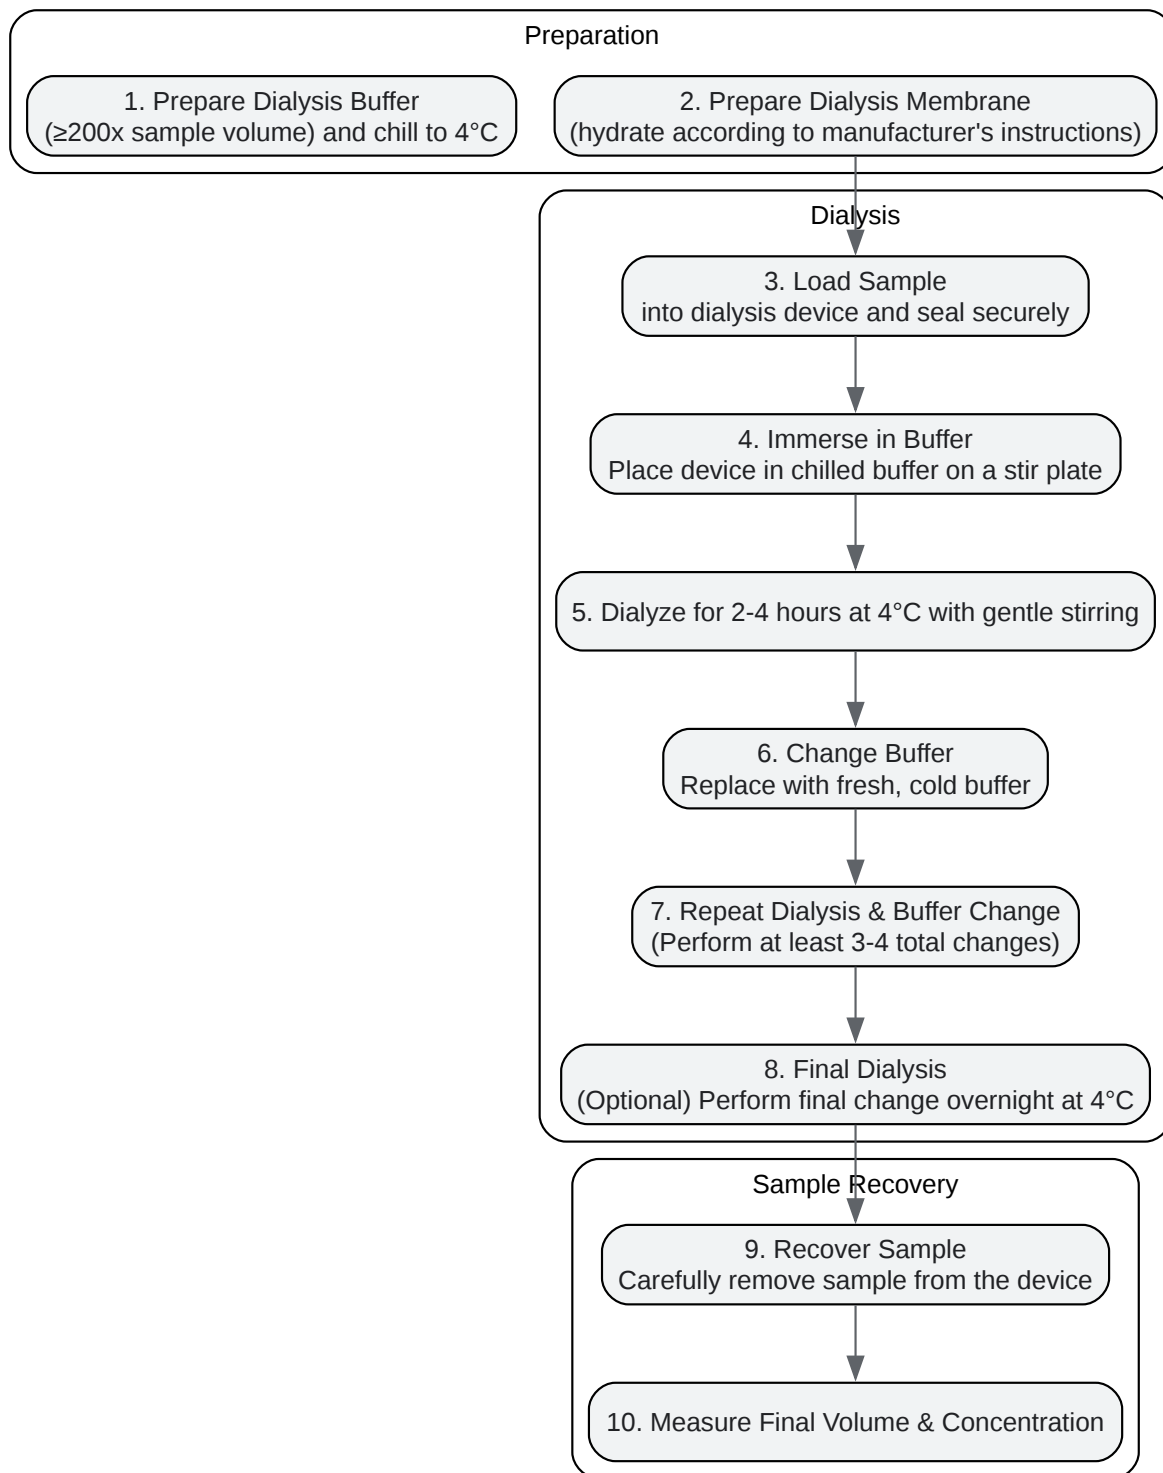 Preparation
1. Prepare Dialysis Buffer
(≥200x sample volume) and chill to 4°C
2. Prepare Dialysis Membrane
(hydrate according to manufacturer's instructions)
Dialysis
3. Load Sample
into dialysis device and seal securely
4. Immerse in Buffer
Place device in chilled buffer on a stir plate
5. Dialyze for 2-4 hours at 4°C with gentle stirring
6. Change Buffer
Replace with fresh, cold buffer
7. Repeat Dialysis & Buffer Change
(Perform at least 3-4 total changes)
8. Final Dialysis
(Optional) Perform final change overnight at 4°C
Sample Recovery
9. Recover Sample
Carefully remove sample from the device
10. Measure Final Volume & Concentration